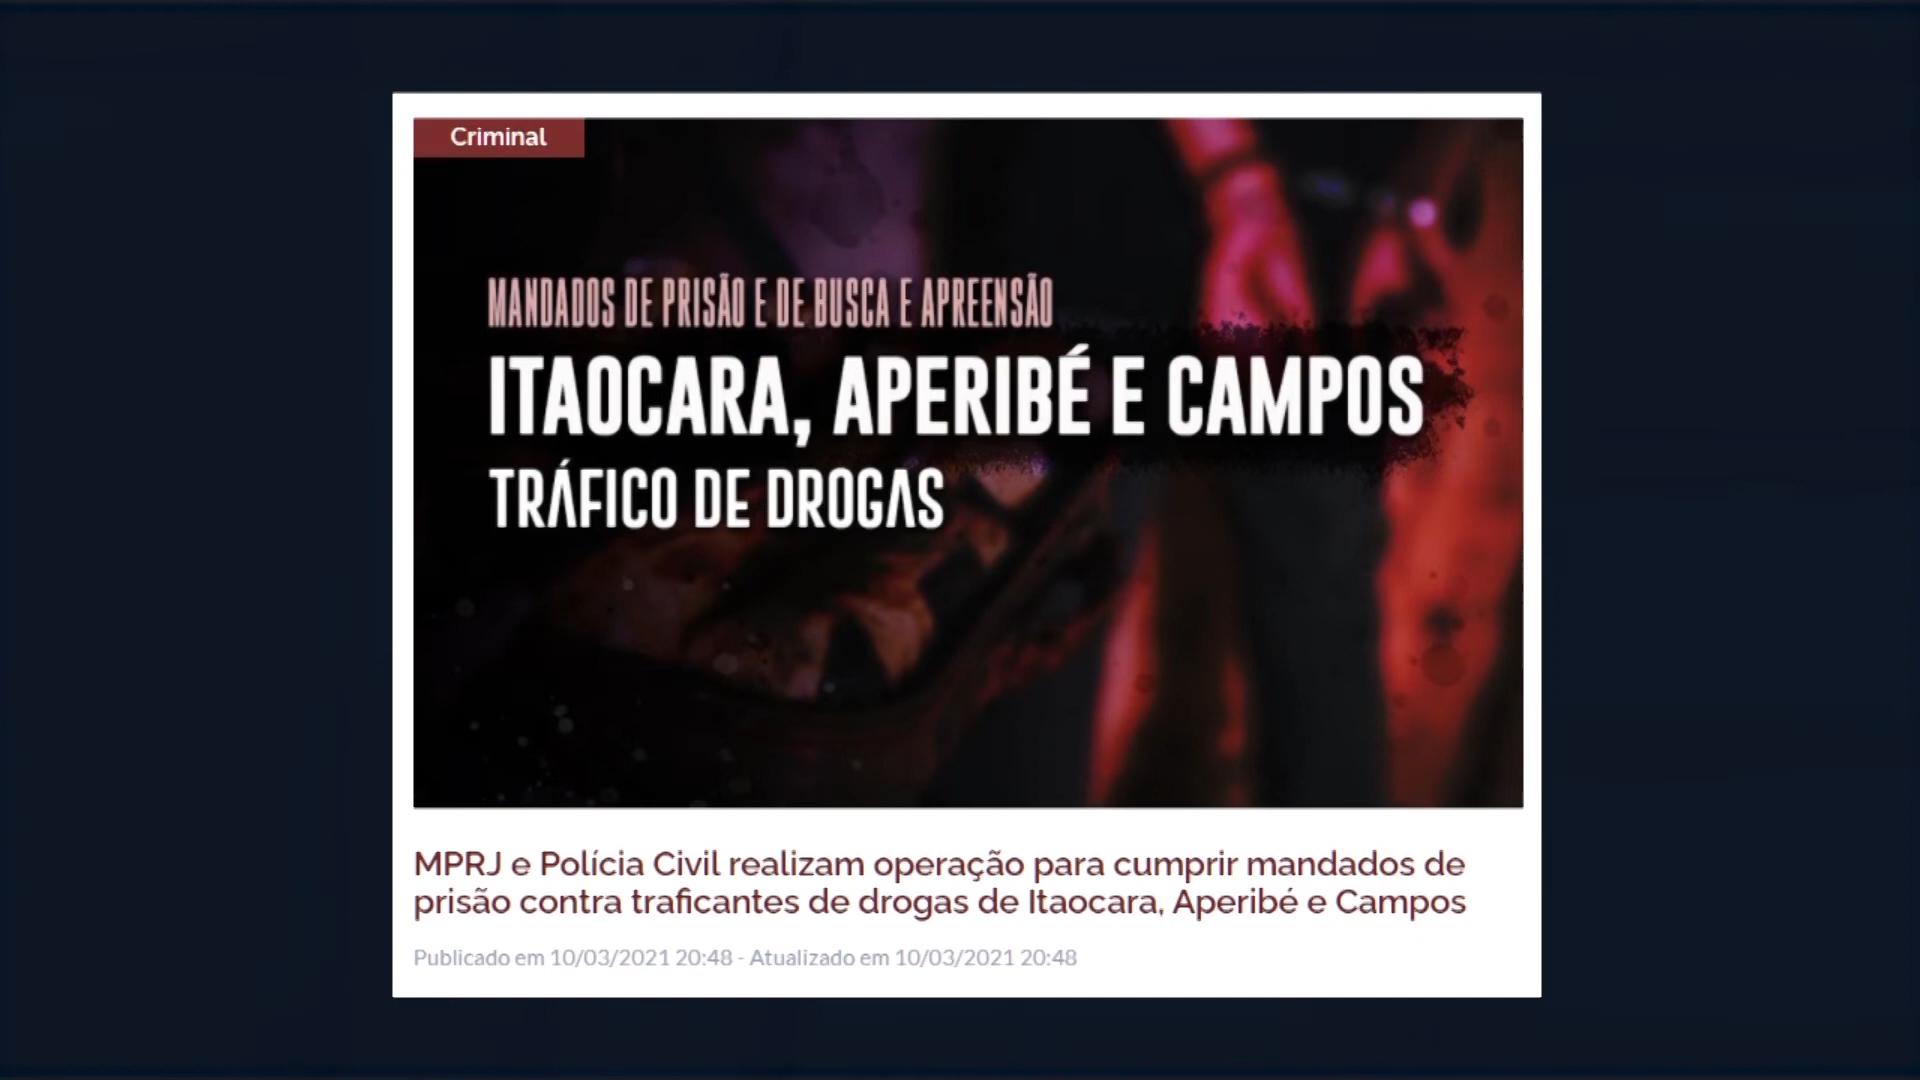 Criminal
MANDADOS DE PRISÃO E DE BUSCA E APREENSÃO
ITAOCARA, APERIBÉ E CAMPOS
TRÁFICO DE DROGAS
MPRJ e Polícia Civil realizam operação para cumprir mandados de
prisão contra traficantes de drogas de Itaocara, Aperibé e Campos
Publicado em 10/03/2021 20:48 - Atualizado em 10/03/2021 20:48